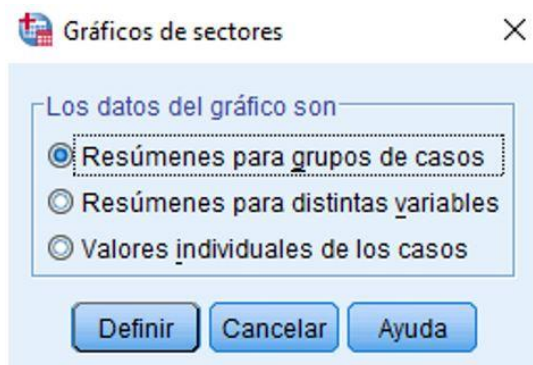 Gráficos de sectores
Los datos del gráfico son
Resúmenes para grupos de casos
Resúmenes para distintas variables
Valores individuales de los casos
Definir Cancelar Ayuda